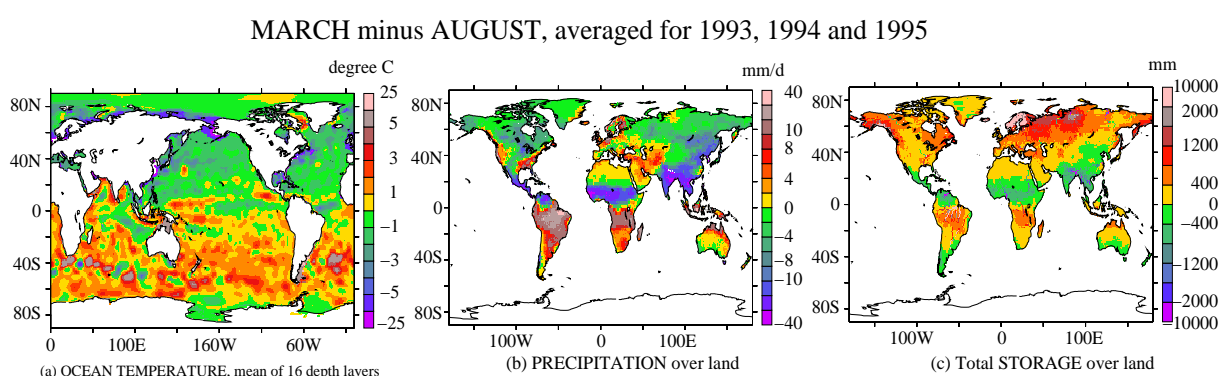 MARCH minus AUGUST, averaged for 1993, 1994 and 1995
degree C
25
5
3
1
−1
−3
−5
−25
80N
40N
0
40S
80S
0 100E 160W 60W
(a) OCEAN TEMPERATURE, mean of 16 depth layers
mm/d
40
10
8
4
2
0
−2
−4
−8
−10
−40
80N
40N
0
40S
80S
100W 0 100E
(b) PRECIPITATION over land
mm
10000
2000
1200
400
0
−400
−1200
−2000
−10000
80N
40N
0
40S
80S
100W 0 100E
(c) Total STORAGE over land